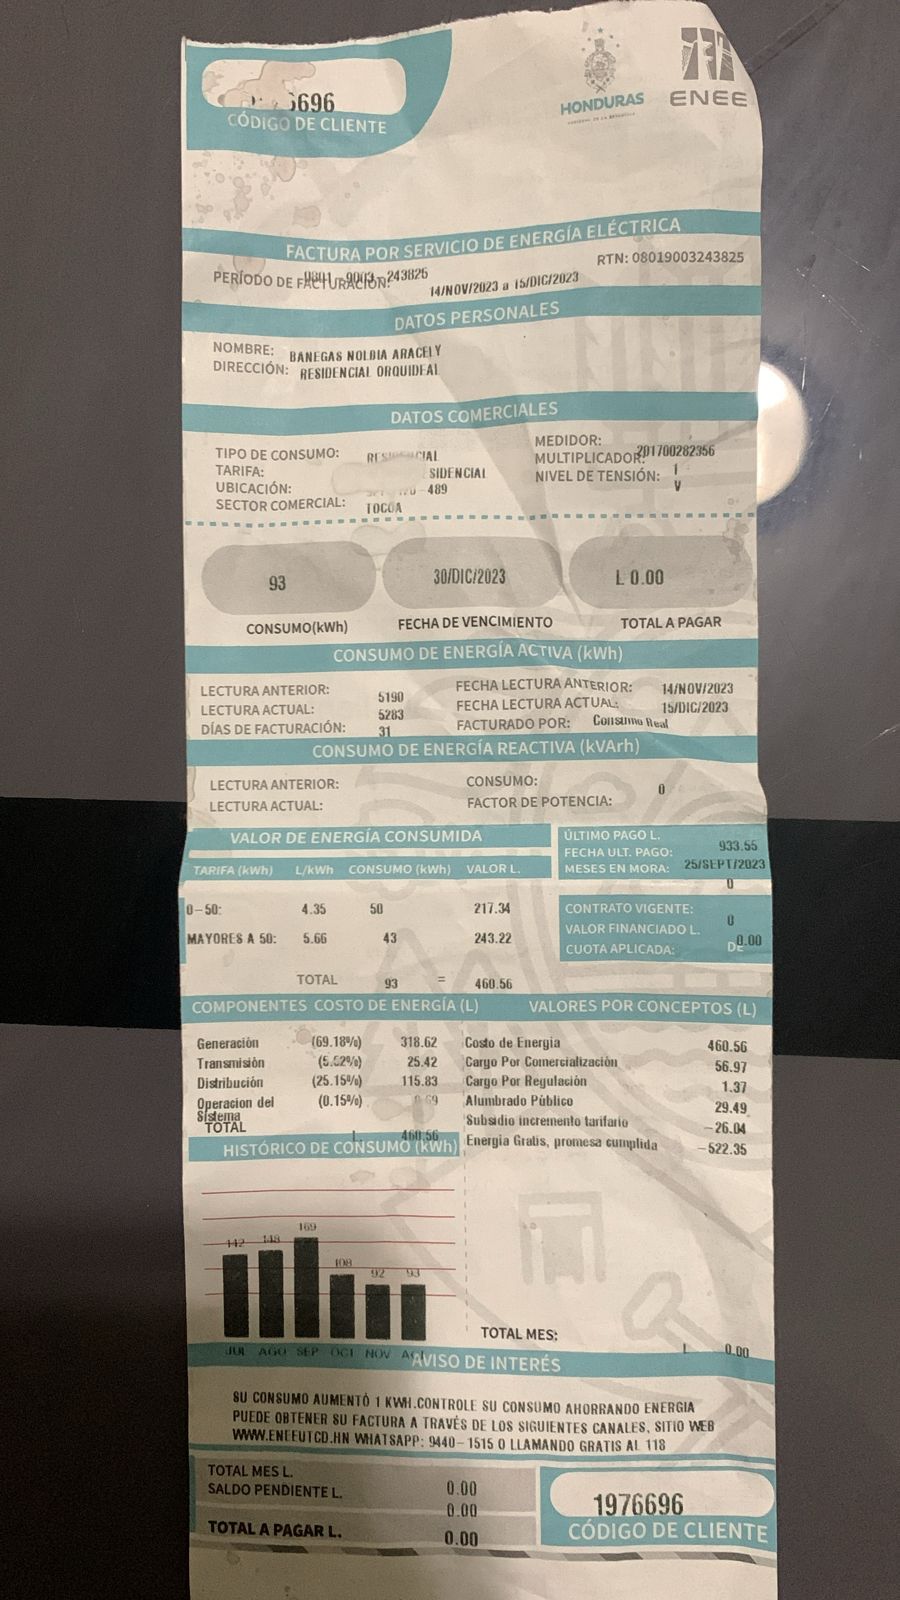 6696
CÓDIGO DE CLIENTE
HONDURAS
ENEE
FACTURA POR SERVICIO DE ENERGÍA ELÉCTRICA
RTN: 08019003243825
PERÍODO DE FACTURACIÓN: 14/NOV/2023 a 15/DIC/2023
0801-9003-243825
DATOS PERSONALES
NOMBRE: BANEGAS NOLDIA ARACELY
DIRECCIÓN: RESIDENCIAL ORQUIDEAL
DATOS COMERCIALES
TIPO DE CONSUMO:
TARIFA: SIDENCIAL
UBICACIÓN: -489
SECTOR COMERCIAL: TOCOA
MEDIDOR: 201700282356
MULTIPLICADOR: 1
NIVEL DE TENSIÓN: V
93 30/DIC/2023 L 0.00
CONSUMO(kWh) FECHA DE VENCIMIENTO TOTAL A PAGAR
CONSUMO DE ENERGÍA ACTIVA (kWh)
LECTURA ANTERIOR: 5190 FECHA LECTURA ANTERIOR: 14/NOV/2023
LECTURA ACTUAL: 5283 FECHA LECTURA ACTUAL: 15/DIC/2023
DÍAS DE FACTURACIÓN: 31 FACTURADO POR: Consumo Real
CONSUMO DE ENERGÍA REACTIVA (kVArh)
LECTURA ANTERIOR: CONSUMO: 0
LECTURA ACTUAL: FACTOR DE POTENCIA:
VALOR DE ENERGÍA CONSUMIDA
TARIFA (kWh) L/kWh CONSUMO (kWh) VALOR L.
0-50: 4.35 50 217.34
MAYORES A 50: 5.66 43 243.22
TOTAL 93 = 460.56
ÚLTIMO PAGO L. 933.55
FECHA ULT. PAGO: 25/SEPT/2023
MESES EN MORA: 0
CONTRATO VIGENTE: 0
VALOR FINANCIADO L. 0.00
CUOTA APLICADA: DE
COMPONENTES COSTO DE ENERGÍA (L)
Generación (69.18%) 318.62
Transmisión (5.52%) 25.42
Distribución (25.15%) 115.83
Operacion del Sistema (0.15%) 0.69
TOTAL L. 460.56
VALORES POR CONCEPTOS (L)
Costo de Energia 460.56
Cargo Por Comercialización 56.97
Cargo Por Regulación 1.37
Alumbrado Público 29.49
Subsidio incremento tarifario -26.04
Energia Gratis, promesa cumplida -522.35
HISTÓRICO DE CONSUMO (kWh)
142 148 169 108 92 93
JUL AGO SEP OCT NOV ACT
TOTAL MES: L 0.00
AVISO DE INTERÉS
SU CONSUMO AUMENTÓ 1 KWH.CONTROLE SU CONSUMO AHORRANDO ENERGIA
PUEDE OBTENER SU FACTURA A TRAVÉS DE LOS SIGUIENTES CANALES, SITIO WEB
WWW.ENEEUTCD.HN WHATSAPP: 9440-1515 O LLAMANDO GRATIS AL 118
TOTAL MES L. 0.00
SALDO PENDIENTE L. 0.00
TOTAL A PAGAR L. 0.00
1976696
CÓDIGO DE CLIENTE